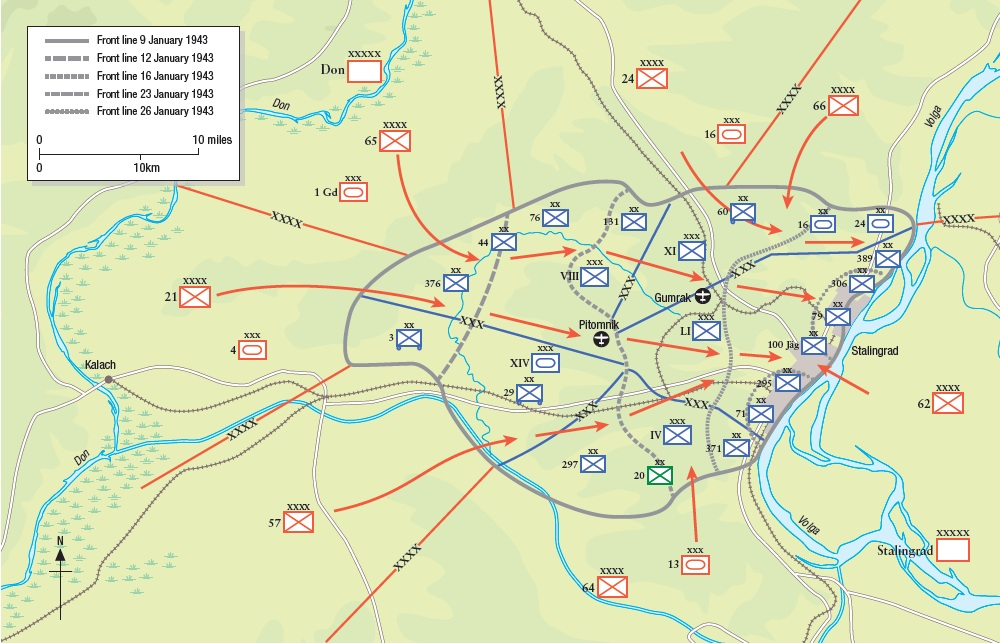 Front line 9 January 1943
Front line 12 January 1943
Front line 16 January 1943
Front line 23 January 1943
Front line 26 January 1943
0
10 miles
0
10km
XXXXX
Don
Don
XXXX
65
XXX
1 Gd
XXXX
XXXX
24
XXXX
XXXX
66
XXX
16
Volga
XXXX
XX
76
XX
131
XX
60
XX
16
XX
24
XXXX
XX
44
XXX
XI
XX
389
XX
376
XXX
VIII
XXX
XXX
XX
306
XXXX
21
Gumrak
XX
79
XXX
XX
3
Pitomnik
XXX
LI
XX
100 Jäg
Stalingrad
XXX
4
Kalach
XXX
XIV
XX
29
XX
295
XXXX
62
XXX
XXX
XX
71
XXXX
XXX
IV
XX
371
XX
297
XX
20
Don
XXXX
57
Volga
XXXXX
Stalingrad
N
XXXX
XXX
13
XXXX
64